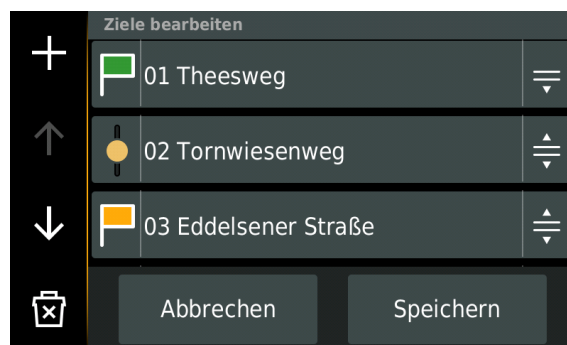 Ziele bearbeiten
01 Theesweg
02 Tornwiesenweg
03 Eddelsener Straße
Abbrechen
Speichern